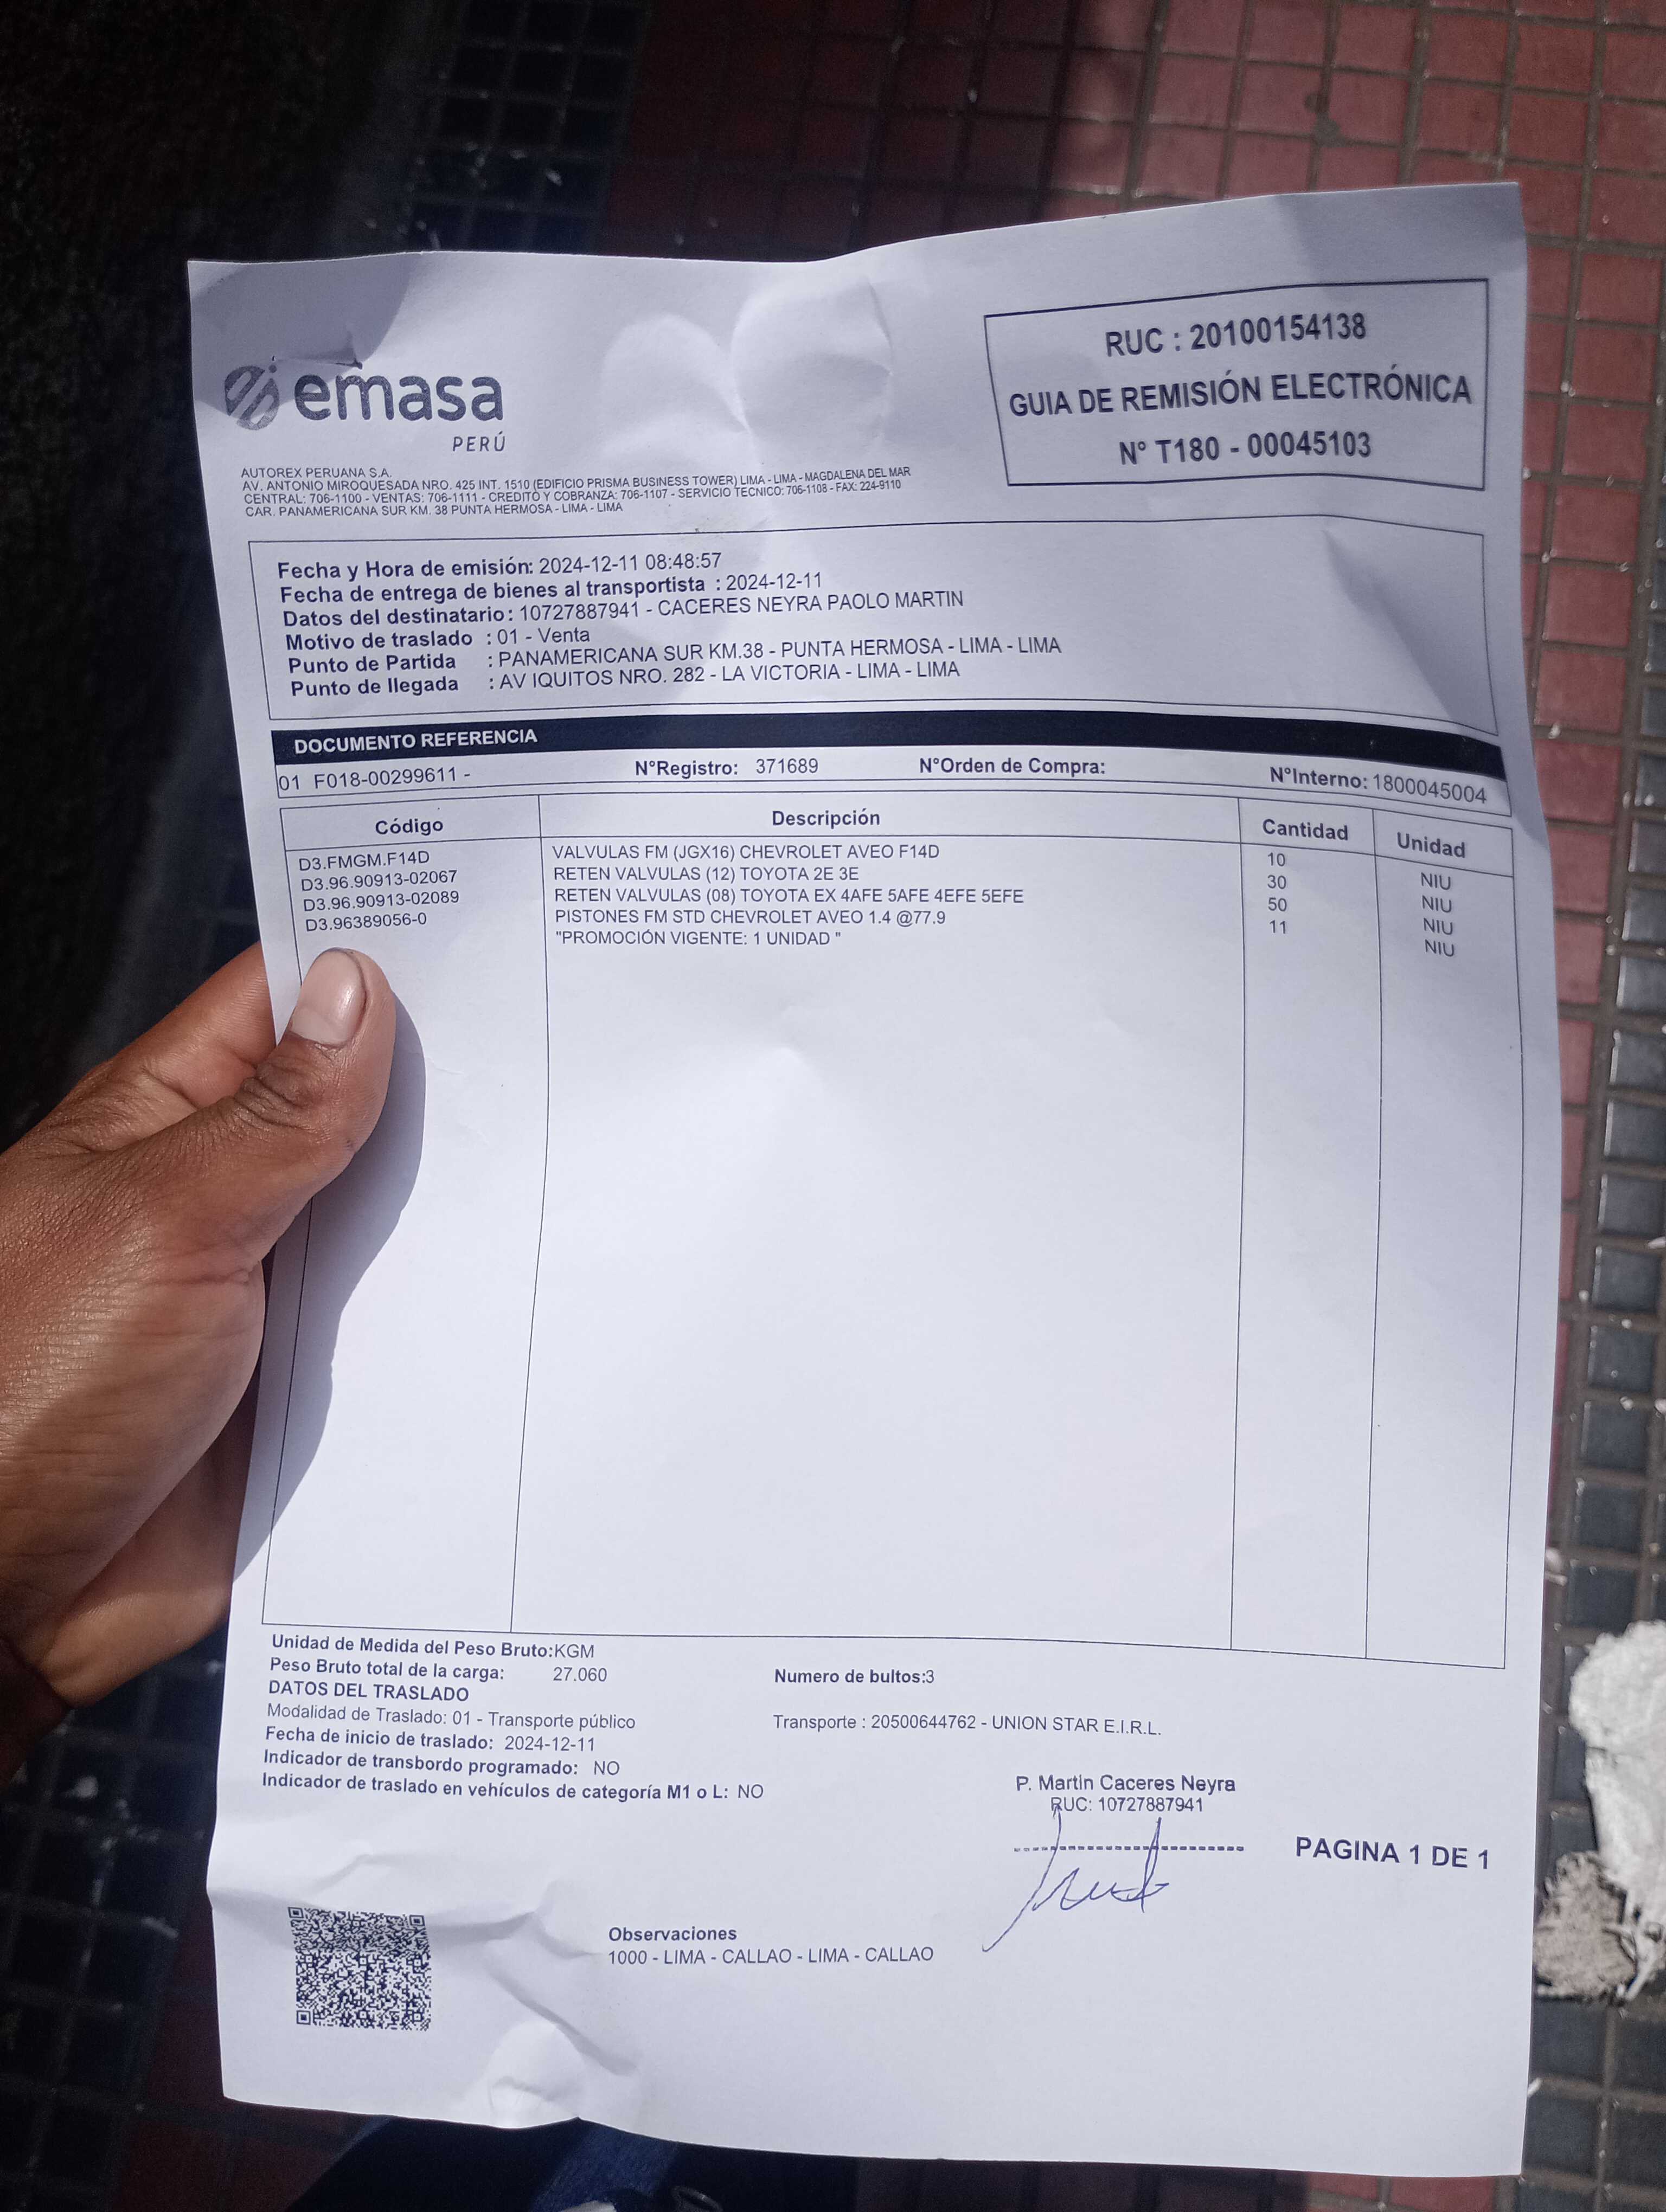 emasa
PERÚ
RUC : 20100154138
GUIA DE REMISIÓN ELECTRÓNICA
N° T180 - 00045103
AUTOREX PERUANA S.A.
AV. ANTONIO MIROQUESADA NRO. 425 INT. 1510 (EDIFICIO PRISMA BUSINESS TOWER) LIMA - LIMA - MAGDALENA DEL MAR
CENTRAL: 706-1100 - VENTAS: 706-1111 - CREDITO Y COBRANZA: 706-1107 - SERVICIO TECNICO: 706-1108 - FAX: 224-9110
CAR. PANAMERICANA SUR KM. 38 PUNTA HERMOSA - LIMA - LIMA
Fecha y Hora de emisión: 2024-12-11 08:48:57
Fecha de entrega de bienes al transportista : 2024-12-11
Datos del destinatario: 10727887941 - CACERES NEYRA PAOLO MARTIN
Motivo de traslado : 01 - Venta
Punto de Partida : PANAMERICANA SUR KM.38 - PUNTA HERMOSA - LIMA - LIMA
Punto de llegada : AV IQUITOS NRO. 282 - LA VICTORIA - LIMA - LIMA
DOCUMENTO REFERENCIA
01 F018-00299611 - N°Registro: 371689 N°Orden de Compra: N°Interno: 1800045004
Código Descripción Cantidad Unidad
D3.FMGM.F14D VALVULAS FM (JGX16) CHEVROLET AVEO F14D 10 NIU
D3.96.90913-02067 RETEN VALVULAS (12) TOYOTA 2E 3E 30 NIU
D3.96.90913-02089 RETEN VALVULAS (08) TOYOTA EX 4AFE 5AFE 4EFE 5EFE 50 NIU
D3.96389056-0 PISTONES FM STD CHEVROLET AVEO 1.4 @77.9 11 NIU
"PROMOCIÓN VIGENTE: 1 UNIDAD "
Unidad de Medida del Peso Bruto:KGM
Peso Bruto total de la carga: 27.060 Numero de bultos:3
DATOS DEL TRASLADO
Modalidad de Traslado: 01 - Transporte público Transporte : 20500644762 - UNION STAR E.I.R.L.
Fecha de inicio de traslado: 2024-12-11
Indicador de transbordo programado: NO
Indicador de traslado en vehículos de categoría M1 o L: NO
P. Martin Caceres Neyra
RUC: 10727887941
PAGINA 1 DE 1
Observaciones
1000 - LIMA - CALLAO - LIMA - CALLAO